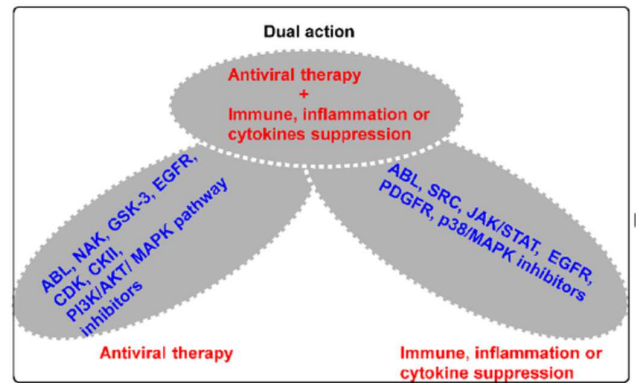 Dual action
Antiviral therapy
+
Immune, inflammation or
cytokines suppression
ABL, NAK, GSK-3, EGFR,
CDK, CKII,
PI3K/AKT/ MAPK pathway
inhibitors
ABL, SRC, JAK/STAT, EGFR,
PDGFR, p38/MAPK inhibitors
Antiviral therapy
Immune, inflammation or
cytokine suppression